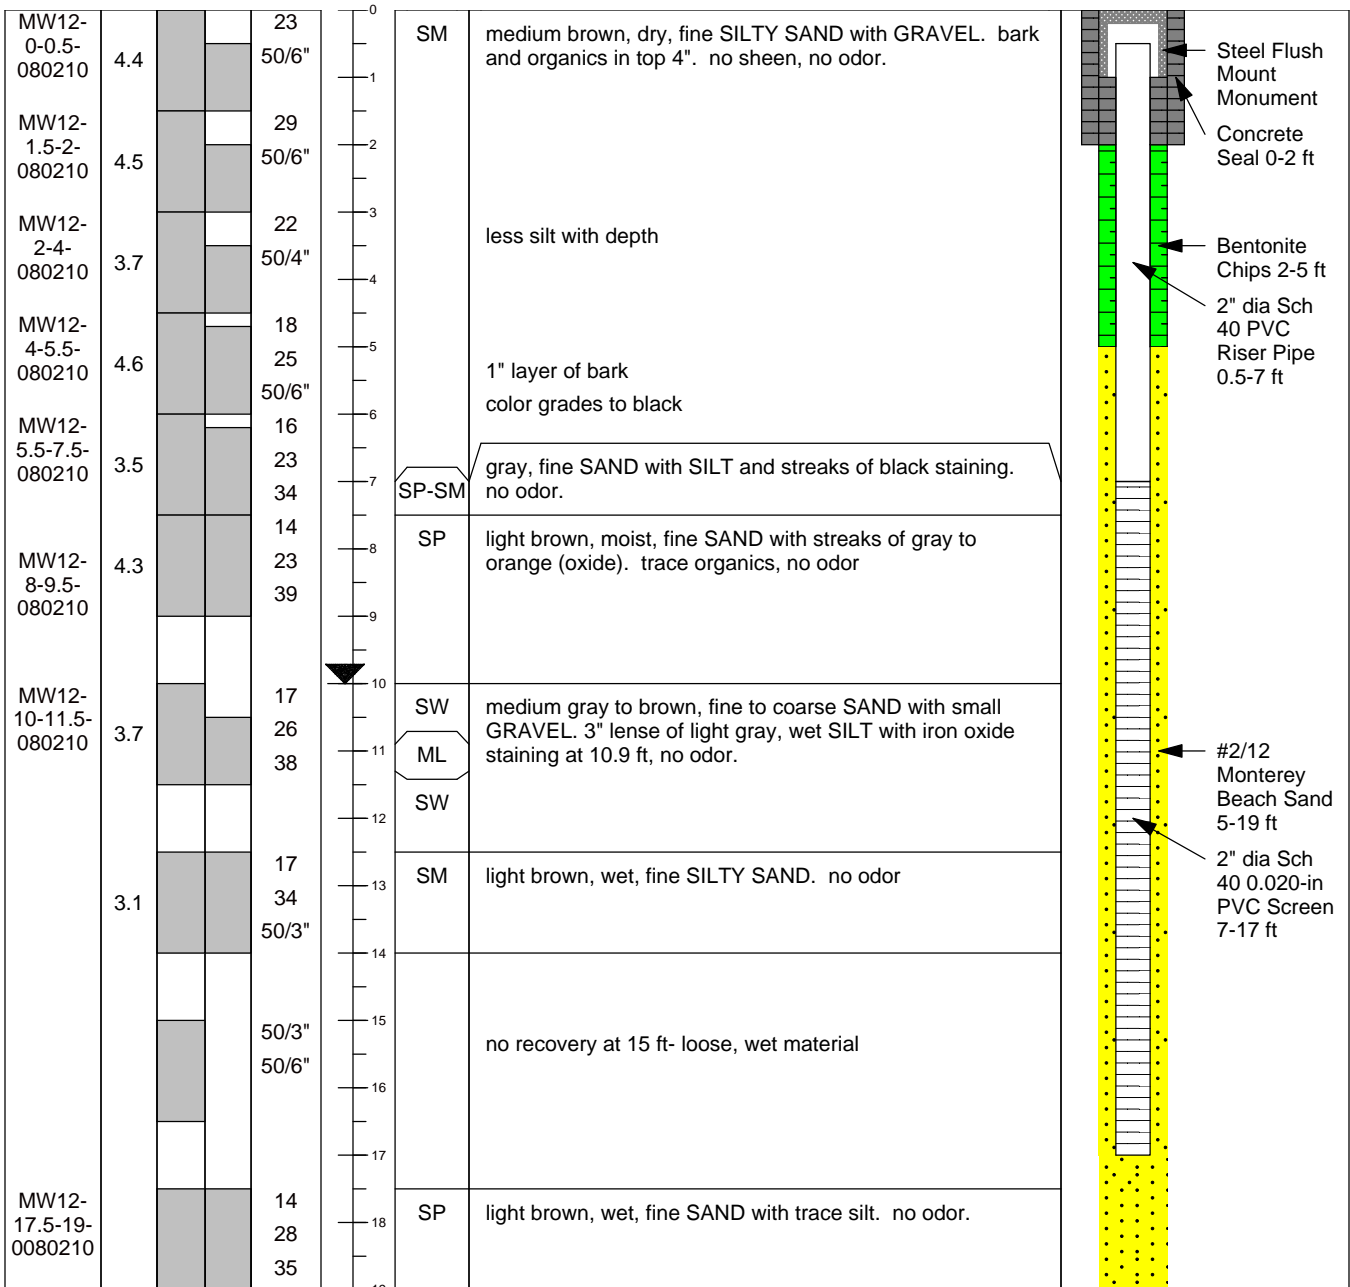 MW12-
0-0.5-
080210
4.4
23
50/6"
0
1
SM
medium brown, dry, fine SILTY SAND with GRAVEL. bark
and organics in top 4". no sheen, no odor.
Steel Flush
Mount
Monument
Concrete
Seal 0-2 ft
MW12-
1.5-2-
080210
4.5
29
50/6"
2
MW12-
2-4-
080210
3.7
22
50/4"
3
4
less silt with depth
Bentonite
Chips 2-5 ft
2" dia Sch
40 PVC
Riser Pipe
0.5-7 ft
MW12-
4-5.5-
080210
4.6
18
25
50/6"
5
6
1" layer of bark
color grades to black
MW12-
5.5-7.5-
080210
3.5
16
23
34
7
SP-SM
gray, fine SAND with SILT and streaks of black staining.
no odor.
MW12-
8-9.5-
080210
4.3
14
23
39
8
9
SP
light brown, moist, fine SAND with streaks of gray to
orange (oxide). trace organics, no odor
MW12-
10-11.5-
080210
3.7
17
26
38
10
11
12
SW
ML
SW
medium gray to brown, fine to coarse SAND with small
GRAVEL. 3" lense of light gray, wet SILT with iron oxide
staining at 10.9 ft, no odor.
#2/12
Monterey
Beach Sand
5-19 ft
2" dia Sch
40 0.020-in
PVC Screen
7-17 ft
3.1
17
34
50/3"
13
14
SM
light brown, wet, fine SILTY SAND. no odor
50/3"
50/6"
15
16
17
no recovery at 15 ft- loose, wet material
MW12-
17.5-19-
0080210
14
28
35
18
SP
light brown, wet, fine SAND with trace silt. no odor.